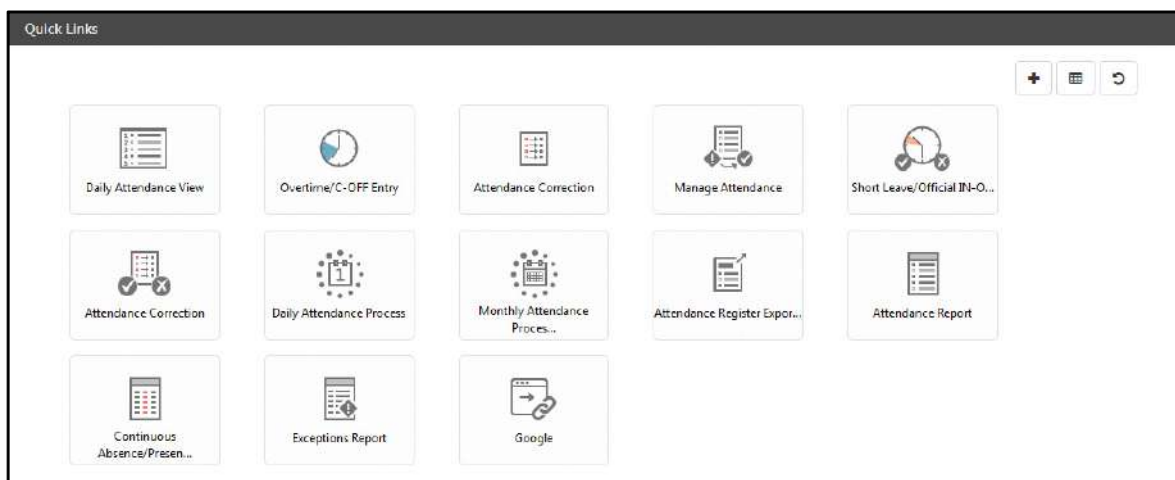 Quick Links
Daily Attendance View
Overtime/C-OFF Entry
Attendance Correction
Manage Attendance
Short Leave/Official IN-O...
Attendance Correction
Daily Attendance Process
Monthly Attendance
Proces...
Attendance Register Expor...
Attendance Report
Continuous
Absence/Presen...
Exceptions Report
Google